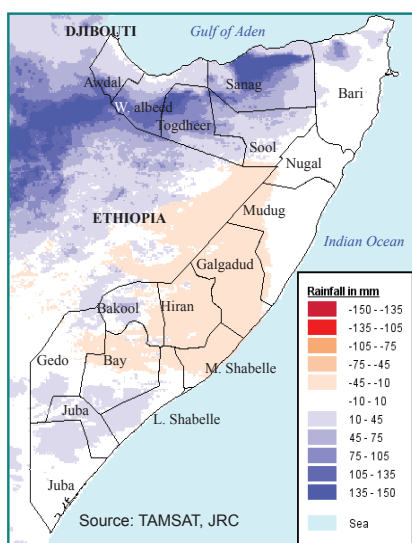 DJIBOUTI
Gulf of Aden
Awdal
Sanag
Bari
W. albeed
Togdheer
Sool
Nugal
ETHIOPIA
Mudug
Indian Ocean
Galgadud
Bakool
Hiran
Gedo
Bay
M. Shabelle
Juba
L. Shabelle
Juba
Source: TAMSAT, JRC
Rainfall in mm
-150 --135
-135 --105
-105 --75
-75 --45
-45 --10
-10 - 10
10 - 45
45 - 75
75 - 105
105 - 135
135 - 150
Sea